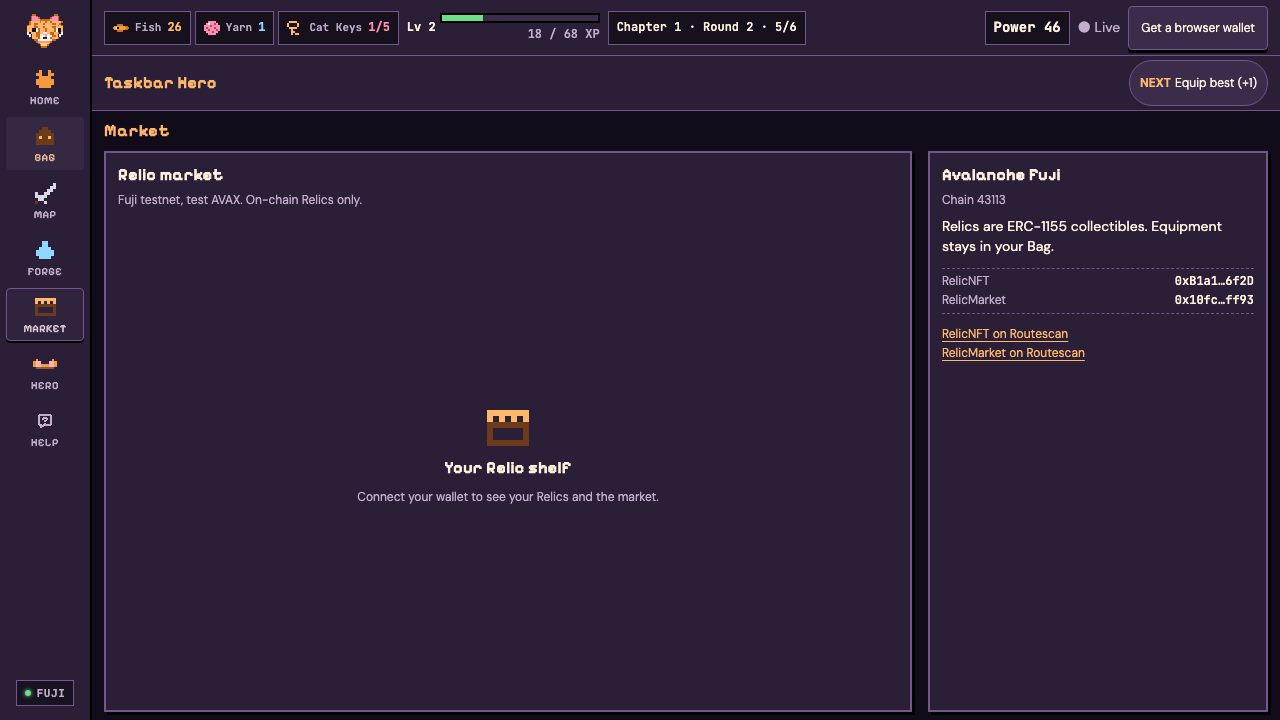 Fish 26
Yarn 1
Cat Keys 1/5
Lv 2
18 / 68 XP
Chapter 1 · Round 2 · 5/6
Power 46
Live
Get a browser wallet
HOME
BAG
MAP
FORGE
MARKET
HERO
HELP
FUJI
Taskbar Hero
NEXT Equip best (+1)
Market
Relic market
Fuji testnet, test AVAX. On-chain Relics only.
Your Relic shelf
Connect your wallet to see your Relics and the market.
Avalanche Fuji
Chain 43113
Relics are ERC-1155 collectibles. Equipment
stays in your Bag.
RelicNFT 0xB1a1…6f2D
RelicMarket 0x10fc…ff93
RelicNFT on Routescan
RelicMarket on Routescan